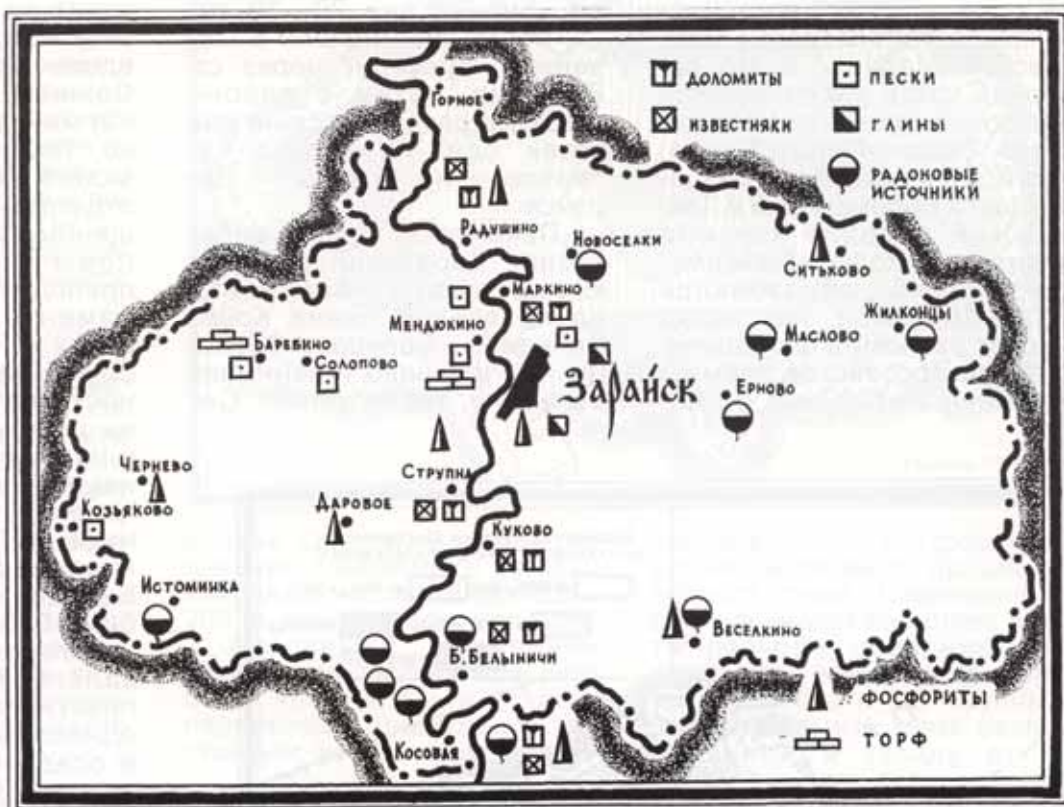 ГОРНОЕ
ДОЛОМИТЫ
ПЕСКИ
ИЗВЕСТНЯКИ
ГЛИНЫ
РАДОНОВЫЕ
ИСТОЧНИКИ
РАДУШИНО
НОВОСЕЛКИ
СИТЬКОВО
МАРКИНО
ЖИЛКОНЦЫ
МЕНДЮКИНО
МАСЛОВО
БАРЕБИНО
СОЛОПОВО
ЗАРАЙСК
ЕРНОВО
ЧЕРНЕВО
СТРУПНА
КОЗЬЯКОВО
ДАРОВОЕ
КУКОВО
ИСТОМИНКА
ВЕСЕЛКИНО
Б. БЕЛЫНИЧИ
ФОСФОРИТЫ
КОСОВАЯ
ТОРФ